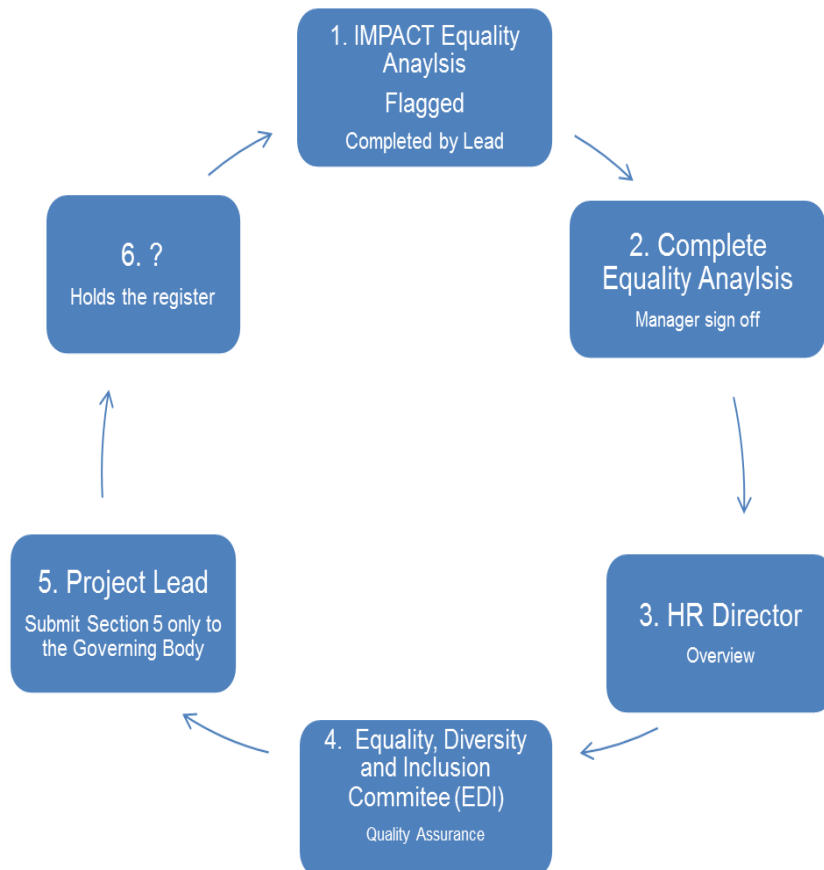 1. IMPACT Equality
Anaylsis
Flagged
Completed by Lead
2. Complete
Equality Anaylsis
Manager sign off
3. HR Director
Overview
4. Equality, Diversity
and Inclusion
Commitee (EDI)
Quality Assurance
5. Project Lead
Submit Section 5 only to
the Governing Body
6. ?
Holds the register